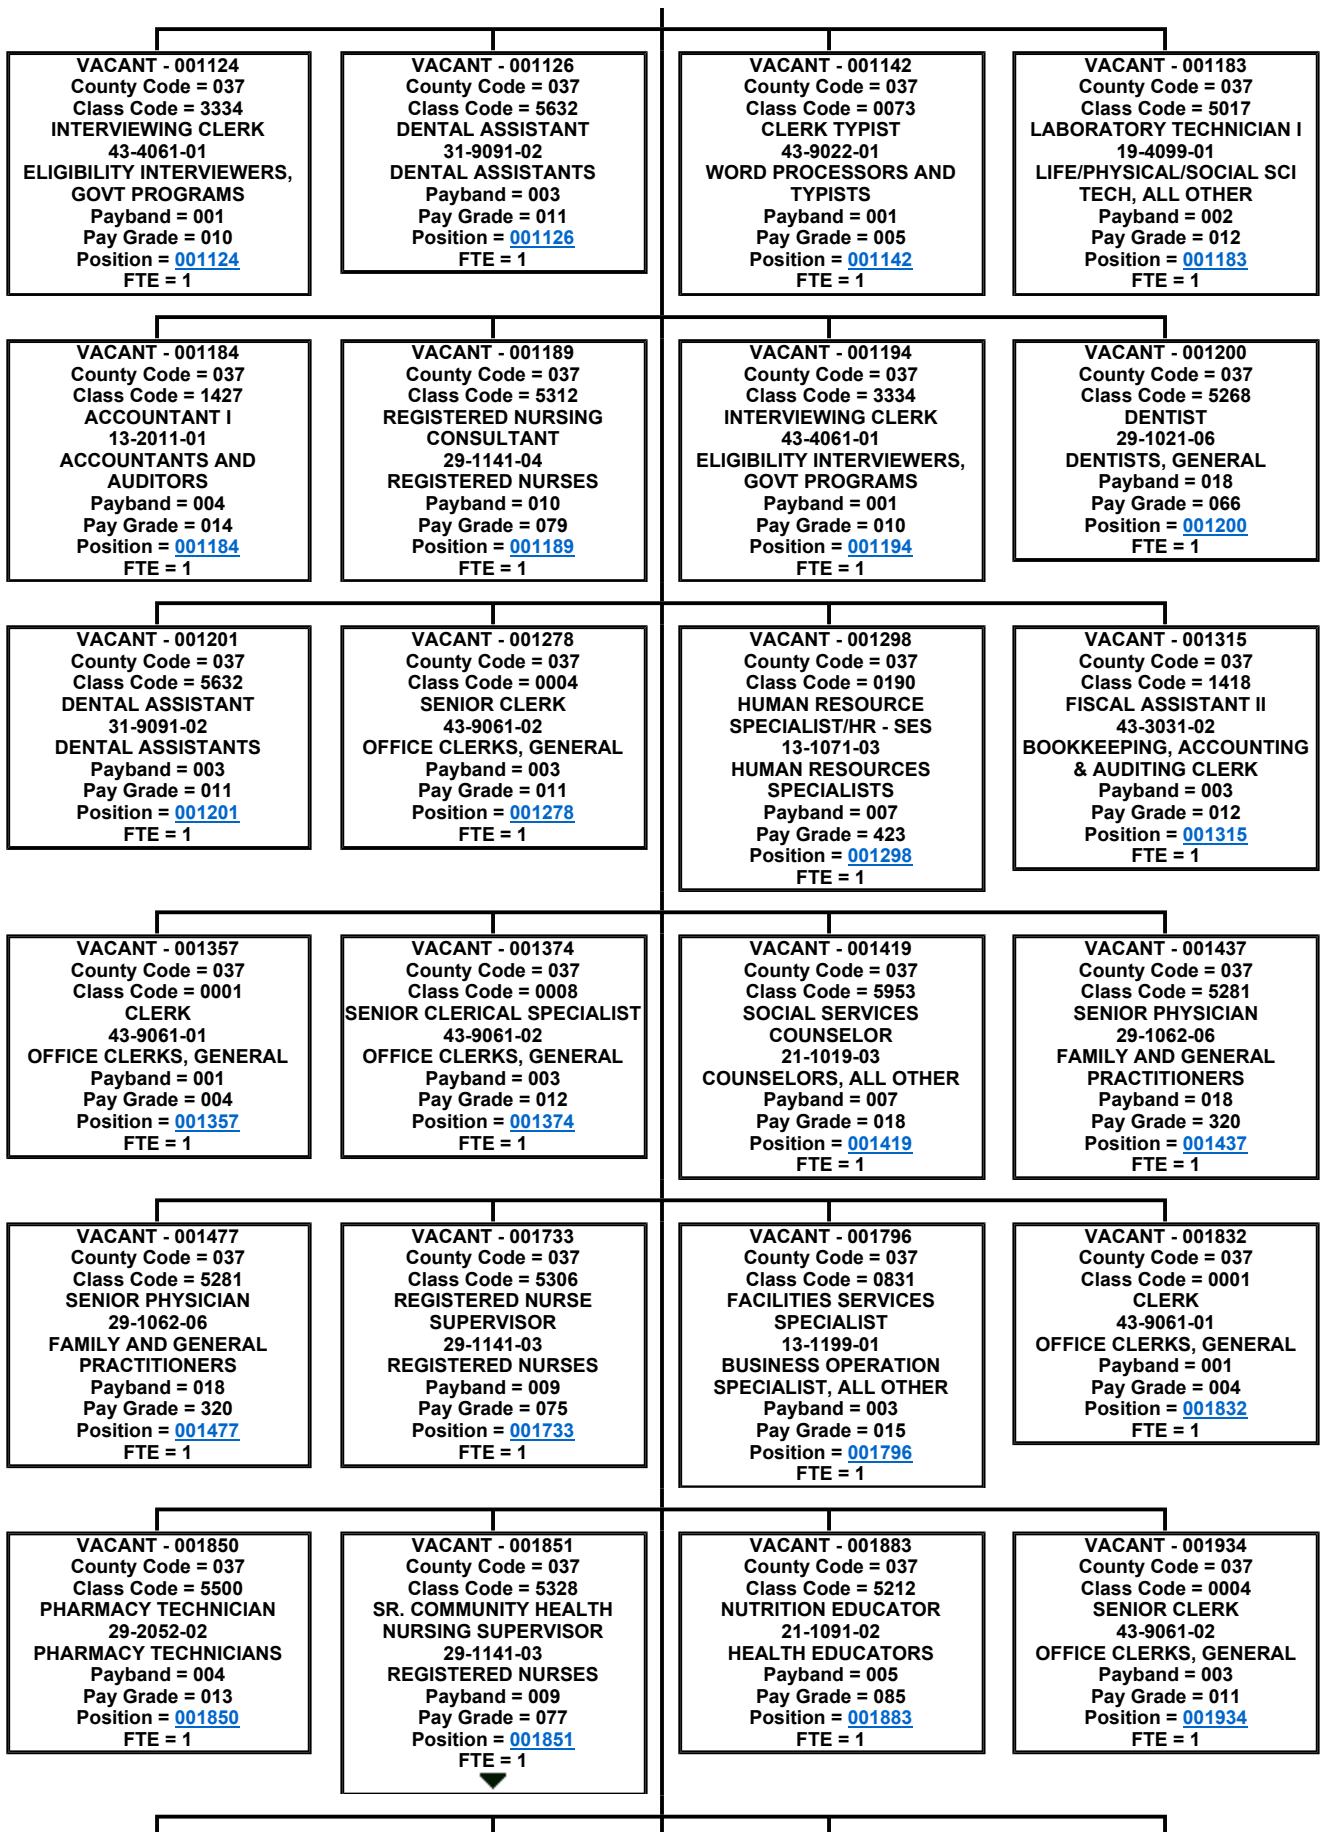 VACANT - 001124
County Code = 037
Class Code = 3334
INTERVIEWING CLERK
43-4061-01
ELIGIBILITY INTERVIEWERS,
GOVT PROGRAMS
Payband = 001
Pay Grade = 010
Position = 001124
FTE = 1
VACANT - 001126
County Code = 037
Class Code = 5632
DENTAL ASSISTANT
31-9091-02
DENTAL ASSISTANTS
Payband = 003
Pay Grade = 011
Position = 001126
FTE = 1
VACANT - 001142
County Code = 037
Class Code = 0073
CLERK TYPIST
43-9022-01
WORD PROCESSORS AND
TYPISTS
Payband = 001
Pay Grade = 005
Position = 001142
FTE = 1
VACANT - 001183
County Code = 037
Class Code = 5017
LABORATORY TECHNICIAN I
19-4099-01
LIFE/PHYSICAL/SOCIAL SCI
TECH, ALL OTHER
Payband = 002
Pay Grade = 012
Position = 001183
FTE = 1
VACANT - 001184
County Code = 037
Class Code = 1427
ACCOUNTANT I
13-2011-01
ACCOUNTANTS AND
AUDITORS
Payband = 004
Pay Grade = 014
Position = 001184
FTE = 1
VACANT - 001189
County Code = 037
Class Code = 5312
REGISTERED NURSING
CONSULTANT
29-1141-04
REGISTERED NURSES
Payband = 010
Pay Grade = 079
Position = 001189
FTE = 1
VACANT - 001194
County Code = 037
Class Code = 3334
INTERVIEWING CLERK
43-4061-01
ELIGIBILITY INTERVIEWERS,
GOVT PROGRAMS
Payband = 001
Pay Grade = 010
Position = 001194
FTE = 1
VACANT - 001200
County Code = 037
Class Code = 5268
DENTIST
29-1021-06
DENTISTS, GENERAL
Payband = 018
Pay Grade = 066
Position = 001200
FTE = 1
VACANT - 001201
County Code = 037
Class Code = 5632
DENTAL ASSISTANT
31-9091-02
DENTAL ASSISTANTS
Payband = 003
Pay Grade = 011
Position = 001201
FTE = 1
VACANT - 001278
County Code = 037
Class Code = 0004
SENIOR CLERK
43-9061-02
OFFICE CLERKS, GENERAL
Payband = 003
Pay Grade = 011
Position = 001278
FTE = 1
VACANT - 001298
County Code = 037
Class Code = 0190
HUMAN RESOURCE
SPECIALIST/HR - SES
13-1071-03
HUMAN RESOURCES
SPECIALISTS
Payband = 007
Pay Grade = 423
Position = 001298
FTE = 1
VACANT - 001315
County Code = 037
Class Code = 1418
FISCAL ASSISTANT II
43-3031-02
BOOKKEEPING, ACCOUNTING
& AUDITING CLERK
Payband = 003
Pay Grade = 012
Position = 001315
FTE = 1
VACANT - 001357
County Code = 037
Class Code = 0001
CLERK
43-9061-01
OFFICE CLERKS, GENERAL
Payband = 001
Pay Grade = 004
Position = 001357
FTE = 1
VACANT - 001374
County Code = 037
Class Code = 0008
SENIOR CLERICAL SPECIALIST
43-9061-02
OFFICE CLERKS, GENERAL
Payband = 003
Pay Grade = 012
Position = 001374
FTE = 1
VACANT - 001419
County Code = 037
Class Code = 5953
SOCIAL SERVICES
COUNSELOR
21-1019-03
COUNSELORS, ALL OTHER
Payband = 007
Pay Grade = 018
Position = 001419
FTE = 1
VACANT - 001437
County Code = 037
Class Code = 5281
SENIOR PHYSICIAN
29-1062-06
FAMILY AND GENERAL
PRACTITIONERS
Payband = 018
Pay Grade = 320
Position = 001437
FTE = 1
VACANT - 001477
County Code = 037
Class Code = 5281
SENIOR PHYSICIAN
29-1062-06
FAMILY AND GENERAL
PRACTITIONERS
Payband = 018
Pay Grade = 320
Position = 001477
FTE = 1
VACANT - 001733
County Code = 037
Class Code = 5306
REGISTERED NURSE
SUPERVISOR
29-1141-03
REGISTERED NURSES
Payband = 009
Pay Grade = 075
Position = 001733
FTE = 1
VACANT - 001796
County Code = 037
Class Code = 0831
FACILITIES SERVICES
SPECIALIST
13-1199-01
BUSINESS OPERATION
SPECIALIST, ALL OTHER
Payband = 003
Pay Grade = 015
Position = 001796
FTE = 1
VACANT - 001832
County Code = 037
Class Code = 0001
CLERK
43-9061-01
OFFICE CLERKS, GENERAL
Payband = 001
Pay Grade = 004
Position = 001832
FTE = 1
VACANT - 001850
County Code = 037
Class Code = 5500
PHARMACY TECHNICIAN
29-2052-02
PHARMACY TECHNICIANS
Payband = 004
Pay Grade = 013
Position = 001850
FTE = 1
VACANT - 001851
County Code = 037
Class Code = 5328
SR. COMMUNITY HEALTH
NURSING SUPERVISOR
29-1141-03
REGISTERED NURSES
Payband = 009
Pay Grade = 077
Position = 001851
FTE = 1
VACANT - 001883
County Code = 037
Class Code = 5212
NUTRITION EDUCATOR
21-1091-02
HEALTH EDUCATORS
Payband = 005
Pay Grade = 085
Position = 001883
FTE = 1
VACANT - 001934
County Code = 037
Class Code = 0004
SENIOR CLERK
43-9061-02
OFFICE CLERKS, GENERAL
Payband = 003
Pay Grade = 011
Position = 001934
FTE = 1